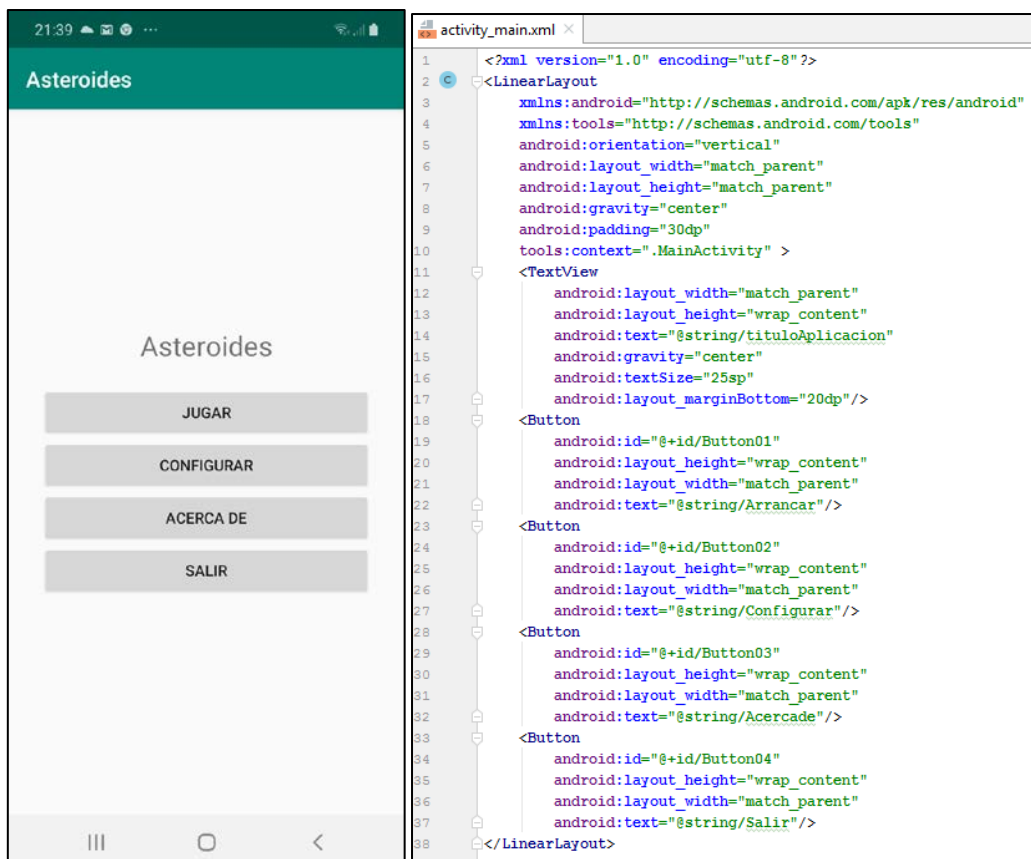 21:39
Asteroides
Asteroides
JUGAR
CONFIGURAR
ACERCA DE
SALIR
activity_main.xml
1 <?xml version="1.0" encoding="utf-8"?>
2 C <LinearLayout
3 xmlns:android="http://schemas.android.com/apk/res/android"
4 xmlns:tools="http://schemas.android.com/tools"
5 android:orientation="vertical"
6 android:layout_width="match_parent"
7 android:layout_height="match_parent"
8 android:gravity="center"
9 android:padding="30dp"
10 tools:context=".MainActivity" >
11 <TextView
12 android:layout_width="match_parent"
13 android:layout_height="wrap_content"
14 android:text="@string/tituloAplicacion"
15 android:gravity="center"
16 android:textSize="25sp"
17 android:layout_marginBottom="20dp"/>
18 <Button
19 android:id="@+id/Button01"
20 android:layout_height="wrap_content"
21 android:layout_width="match_parent"
22 android:text="@string/Arrancar"/>
23 <Button
24 android:id="@+id/Button02"
25 android:layout_height="wrap_content"
26 android:layout_width="match_parent"
27 android:text="@string/Configurar"/>
28 <Button
29 android:id="@+id/Button03"
30 android:layout_height="wrap_content"
31 android:layout_width="match_parent"
32 android:text="@string/Acercade"/>
33 <Button
34 android:id="@+id/Button04"
35 android:layout_height="wrap_content"
36 android:layout_width="match_parent"
37 android:text="@string/Salir"/>
38 </LinearLayout>